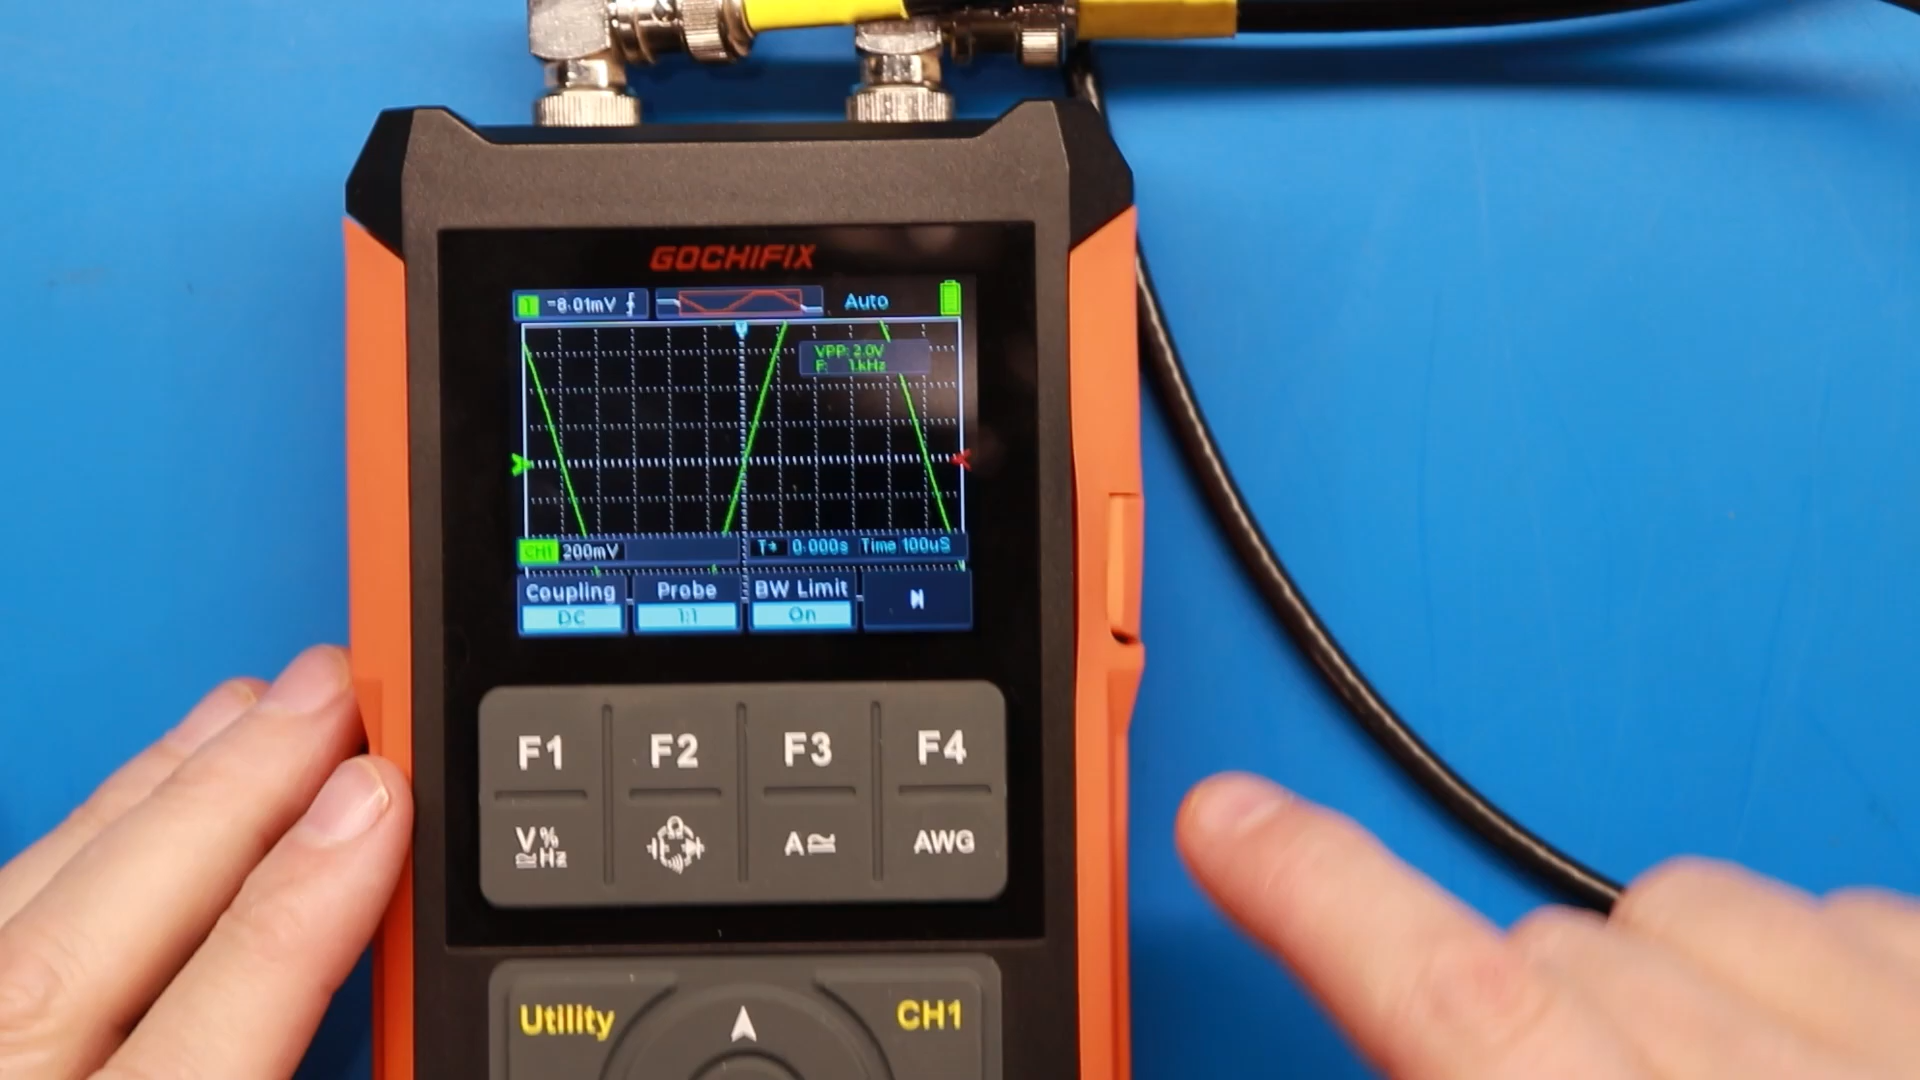 GOCHIFIX
1 -8.01mV Auto
VPP: 2.0V
F: 1kHz
CH1 200mV T→ 0.000s Time 100uS
Coupling Probe BW Limit
DC 1:1 On
F1 F2 F3 F4
V % Hz A AWG
Utility CH1